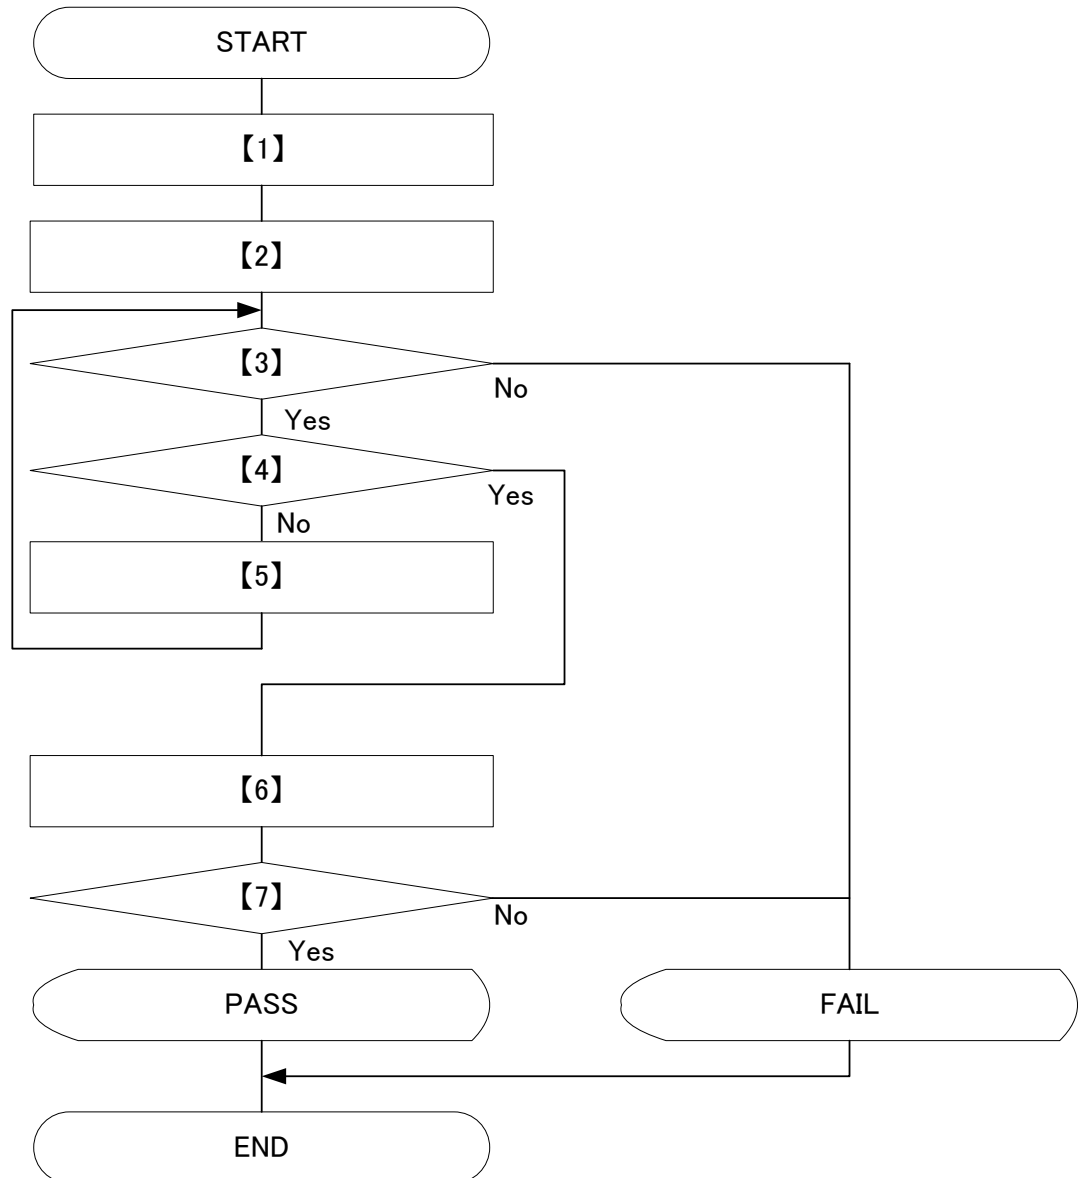 START
【1】
【2】
【3】
No
Yes
【4】
Yes
No
【5】
【6】
【7】
No
Yes
PASS
FAIL
END